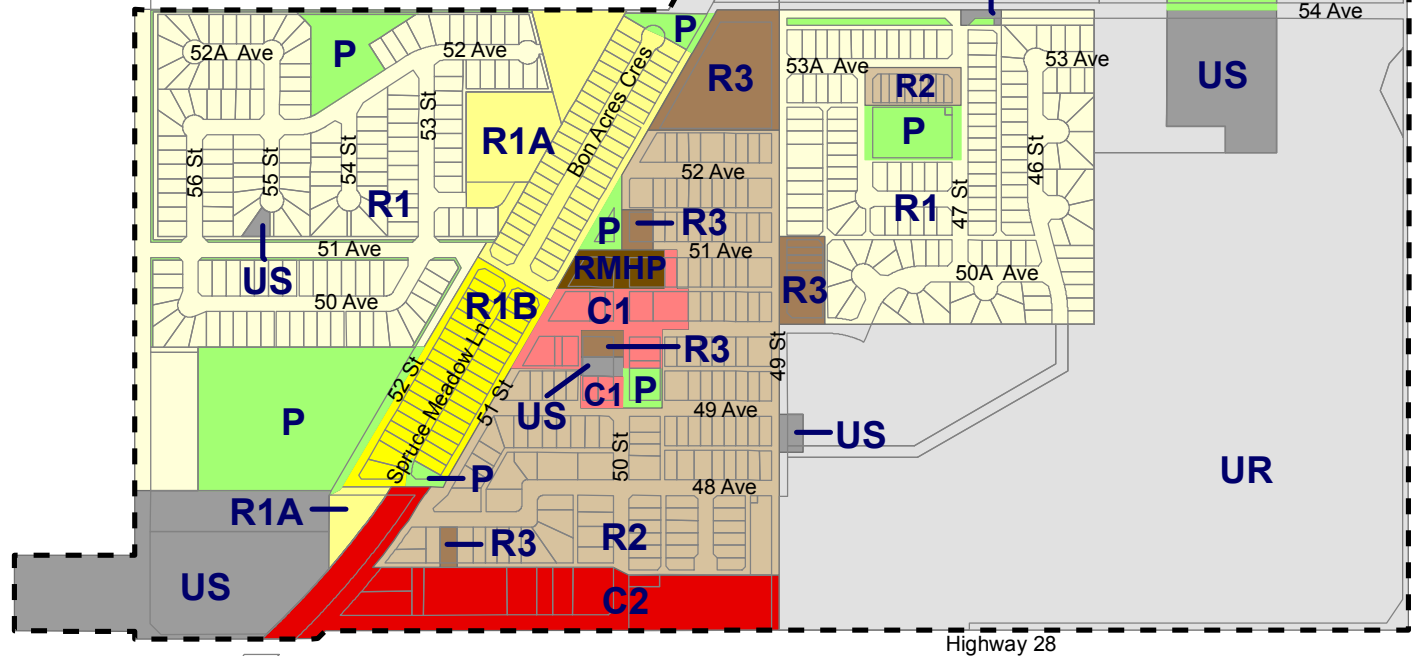 54 Ave
P
52A Ave
P
52 Ave
R3
53A Ave
53 Ave
US
R2
Bon Acres Cres
53 St
R1A
P
56 St
55 St
54 St
46 St
52 Ave
R1
47 St
R1
R3
P
51 Ave
51 Ave
US
RMHP
50A Ave
50 Ave
R1B
C1
R3
R3
49 St
52 St
Spruce Meadow Ln
51 St
C1
P
US
49 Ave
P
50 St
US
UR
P
48 Ave
R1A
R3
R2
US
C2
Highway 28